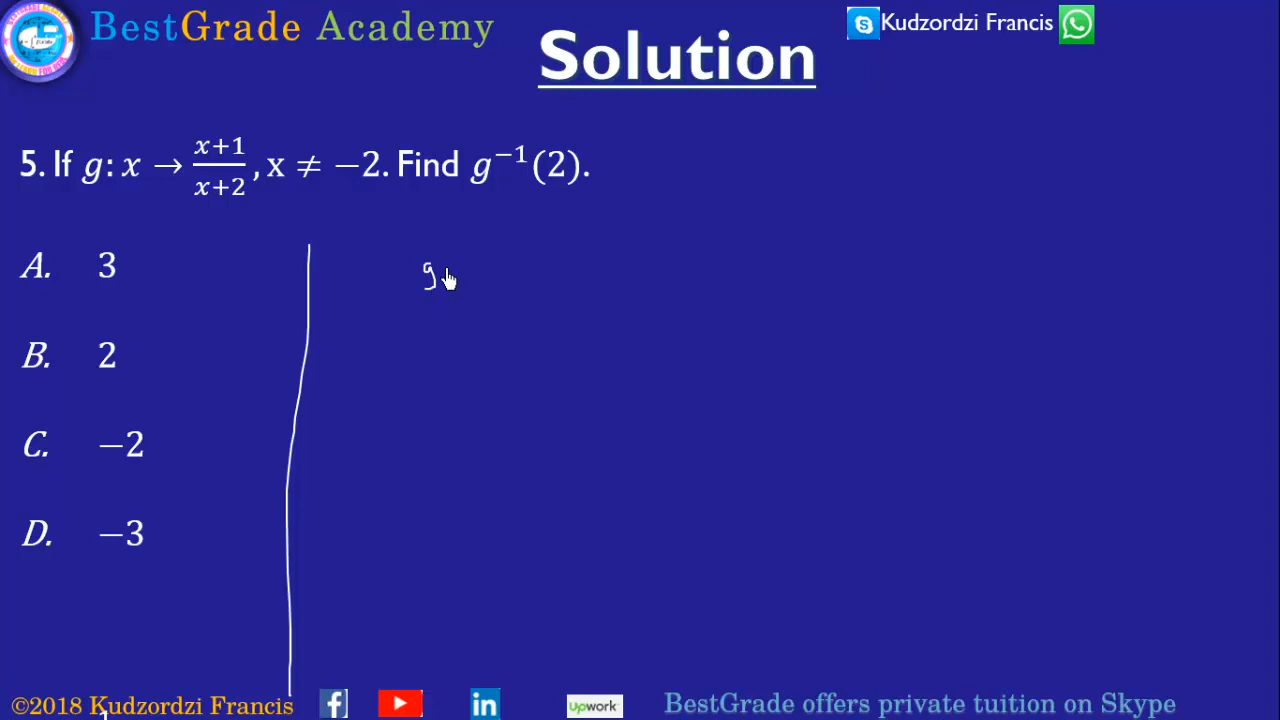 BestGrade Academy
Kudzordzi Francis
Solution
5. If g: x → x+1/x+2, x ≠ −2. Find g⁻¹(2).
A. 3
B. 2
C. −2
D. −3
g
©2018 Kudzordzi Francis
Upwork
BestGrade offers private tuition on Skype